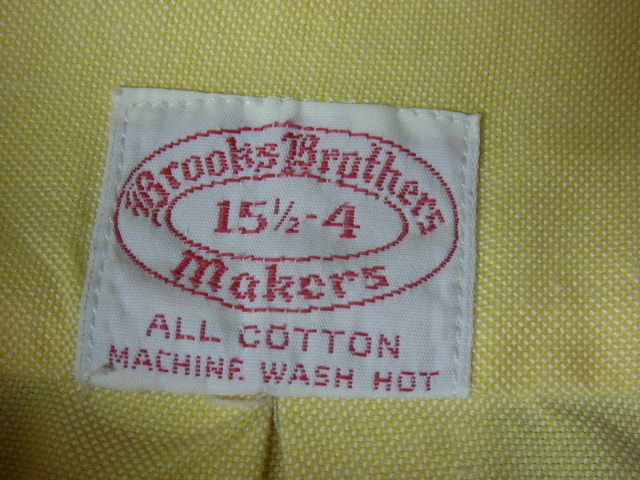 Brooks Brothers
15½-4
Makers
ALL COTTON
MACHINE WASH HOT